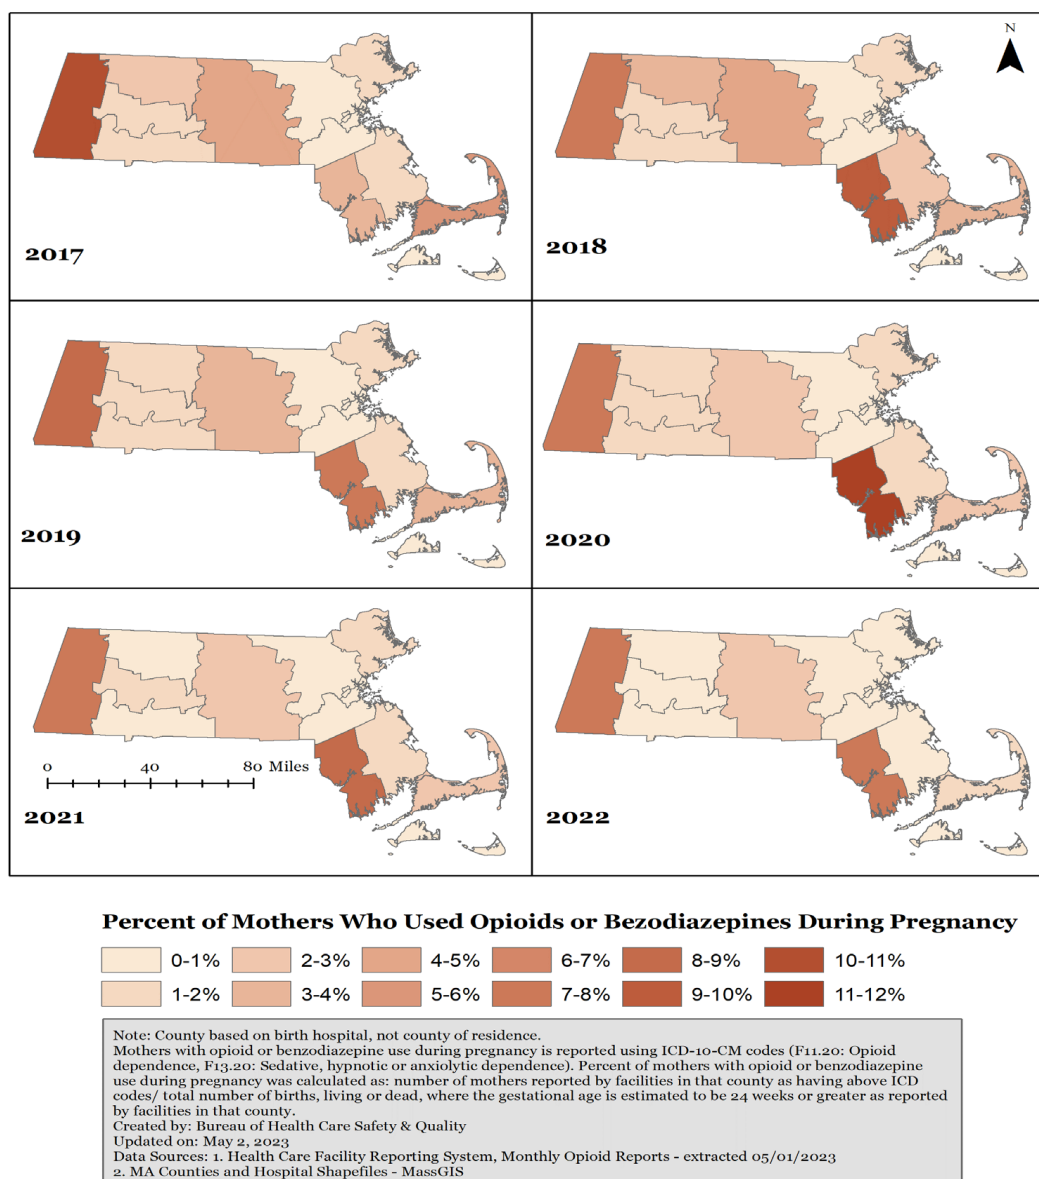 N
2017
2018
2019
2020
0 40 80 Miles
2021
2022
Percent of Mothers Who Used Opioids or Bezodiazepines During Pregnancy
0-1% 2-3% 4-5% 6-7% 8-9% 10-11%
1-2% 3-4% 5-6% 7-8% 9-10% 11-12%
Note: County based on birth hospital, not county of residence.
Mothers with opioid or benzodiazepine use during pregnancy is reported using ICD-10-CM codes (F11.20: Opioid
dependence, F13.20: Sedative, hypnotic or anxiolytic dependence). Percent of mothers with opioid or benzodiazepine
use during pregnancy was calculated as: number of mothers reported by facilities in that county as having above ICD
codes/ total number of births, living or dead, where the gestational age is estimated to be 24 weeks or greater as reported
by facilities in that county.
Created by: Bureau of Health Care Safety & Quality
Updated on: May 2, 2023
Data Sources: 1. Health Care Facility Reporting System, Monthly Opioid Reports - extracted 05/01/2023
2. MA Counties and Hospital Shapefiles - MassGIS